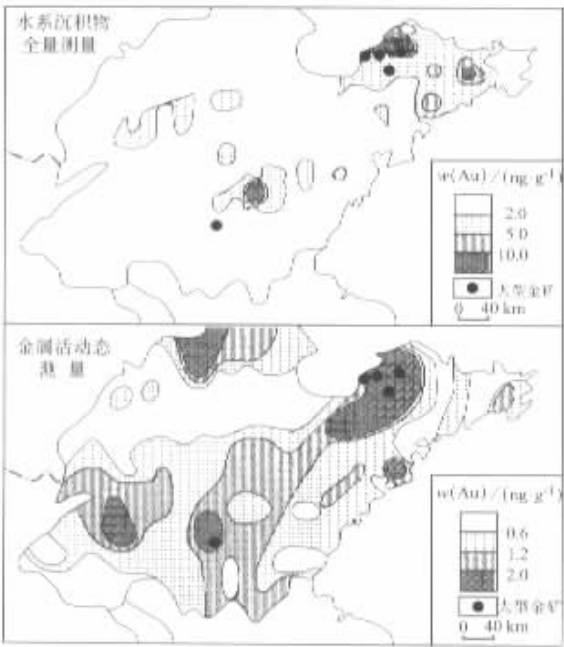 水系沉积物
全量测量
w(Au)/(ng·g⁻¹)
2.0
5.0
10.0
大型金矿
0 40 km
金属活动态
测 量
w(Au)/(ng·g⁻¹)
0.6
1.2
2.0
大型金矿
0 40 km